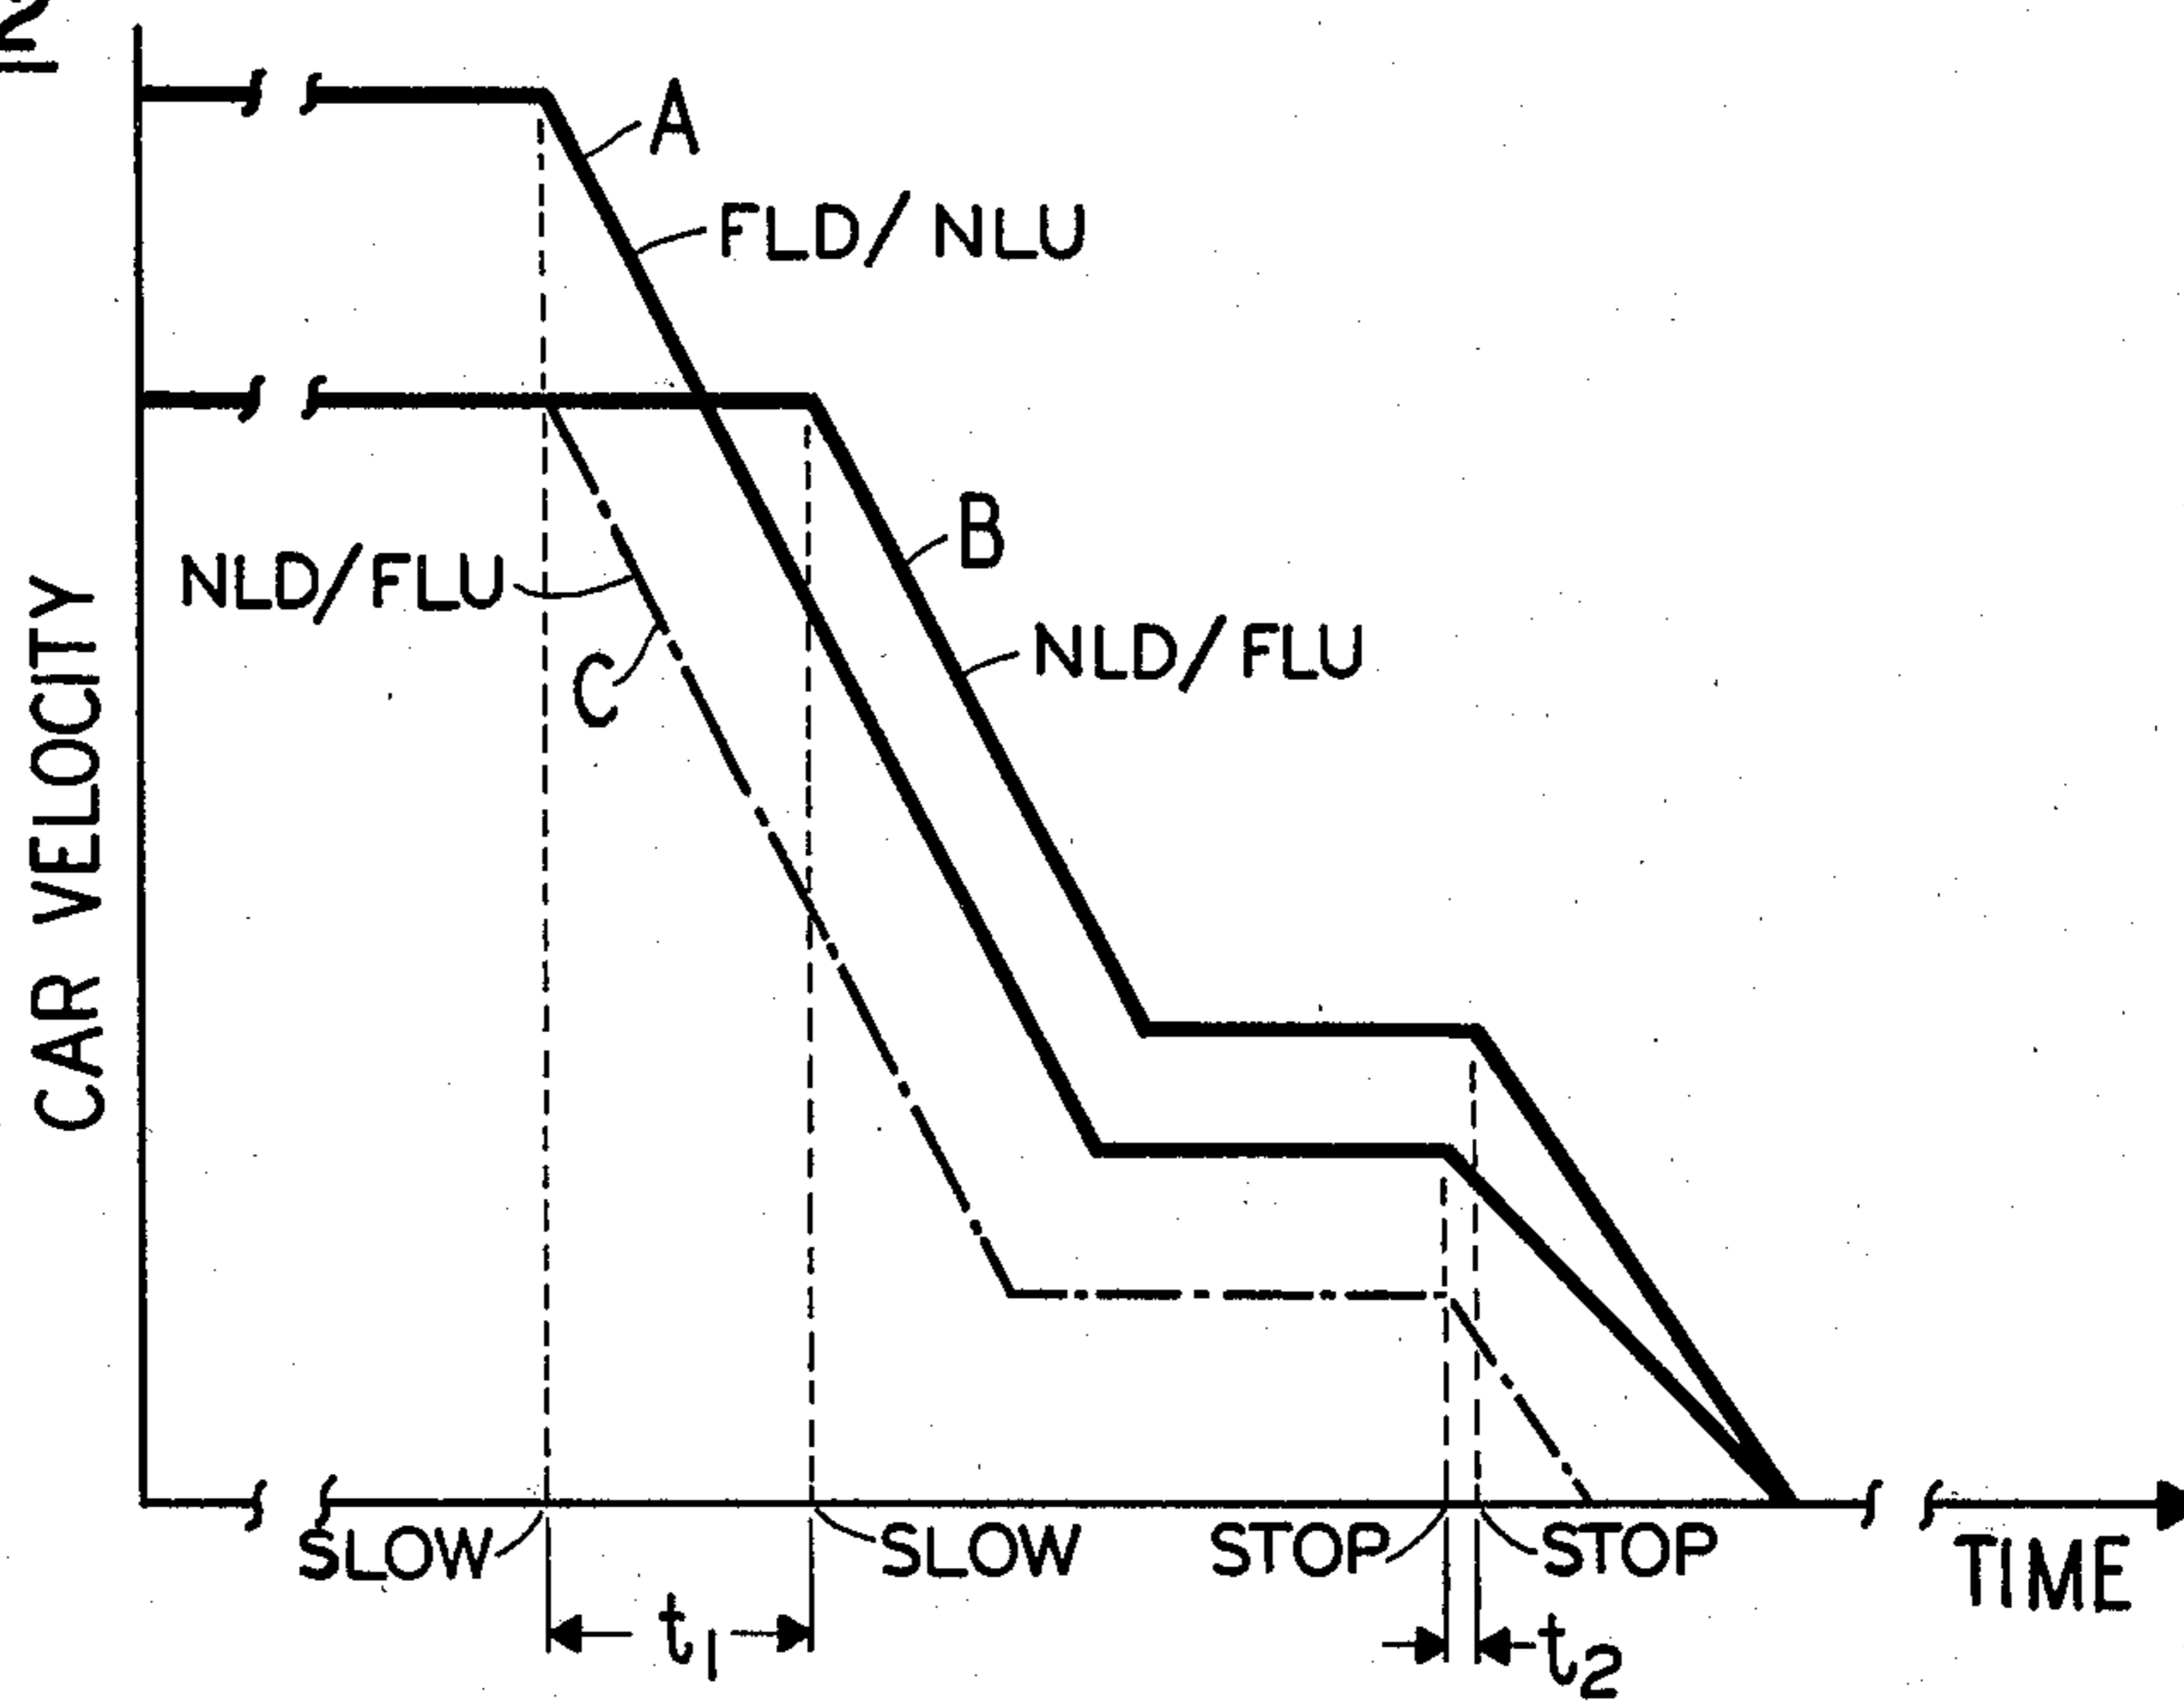 A
FLD/NLU
B
NLD/FLU
NLD/FLU
C
CAR VELOCITY
SLOW
SLOW
STOP
STOP
TIME
t1
t2